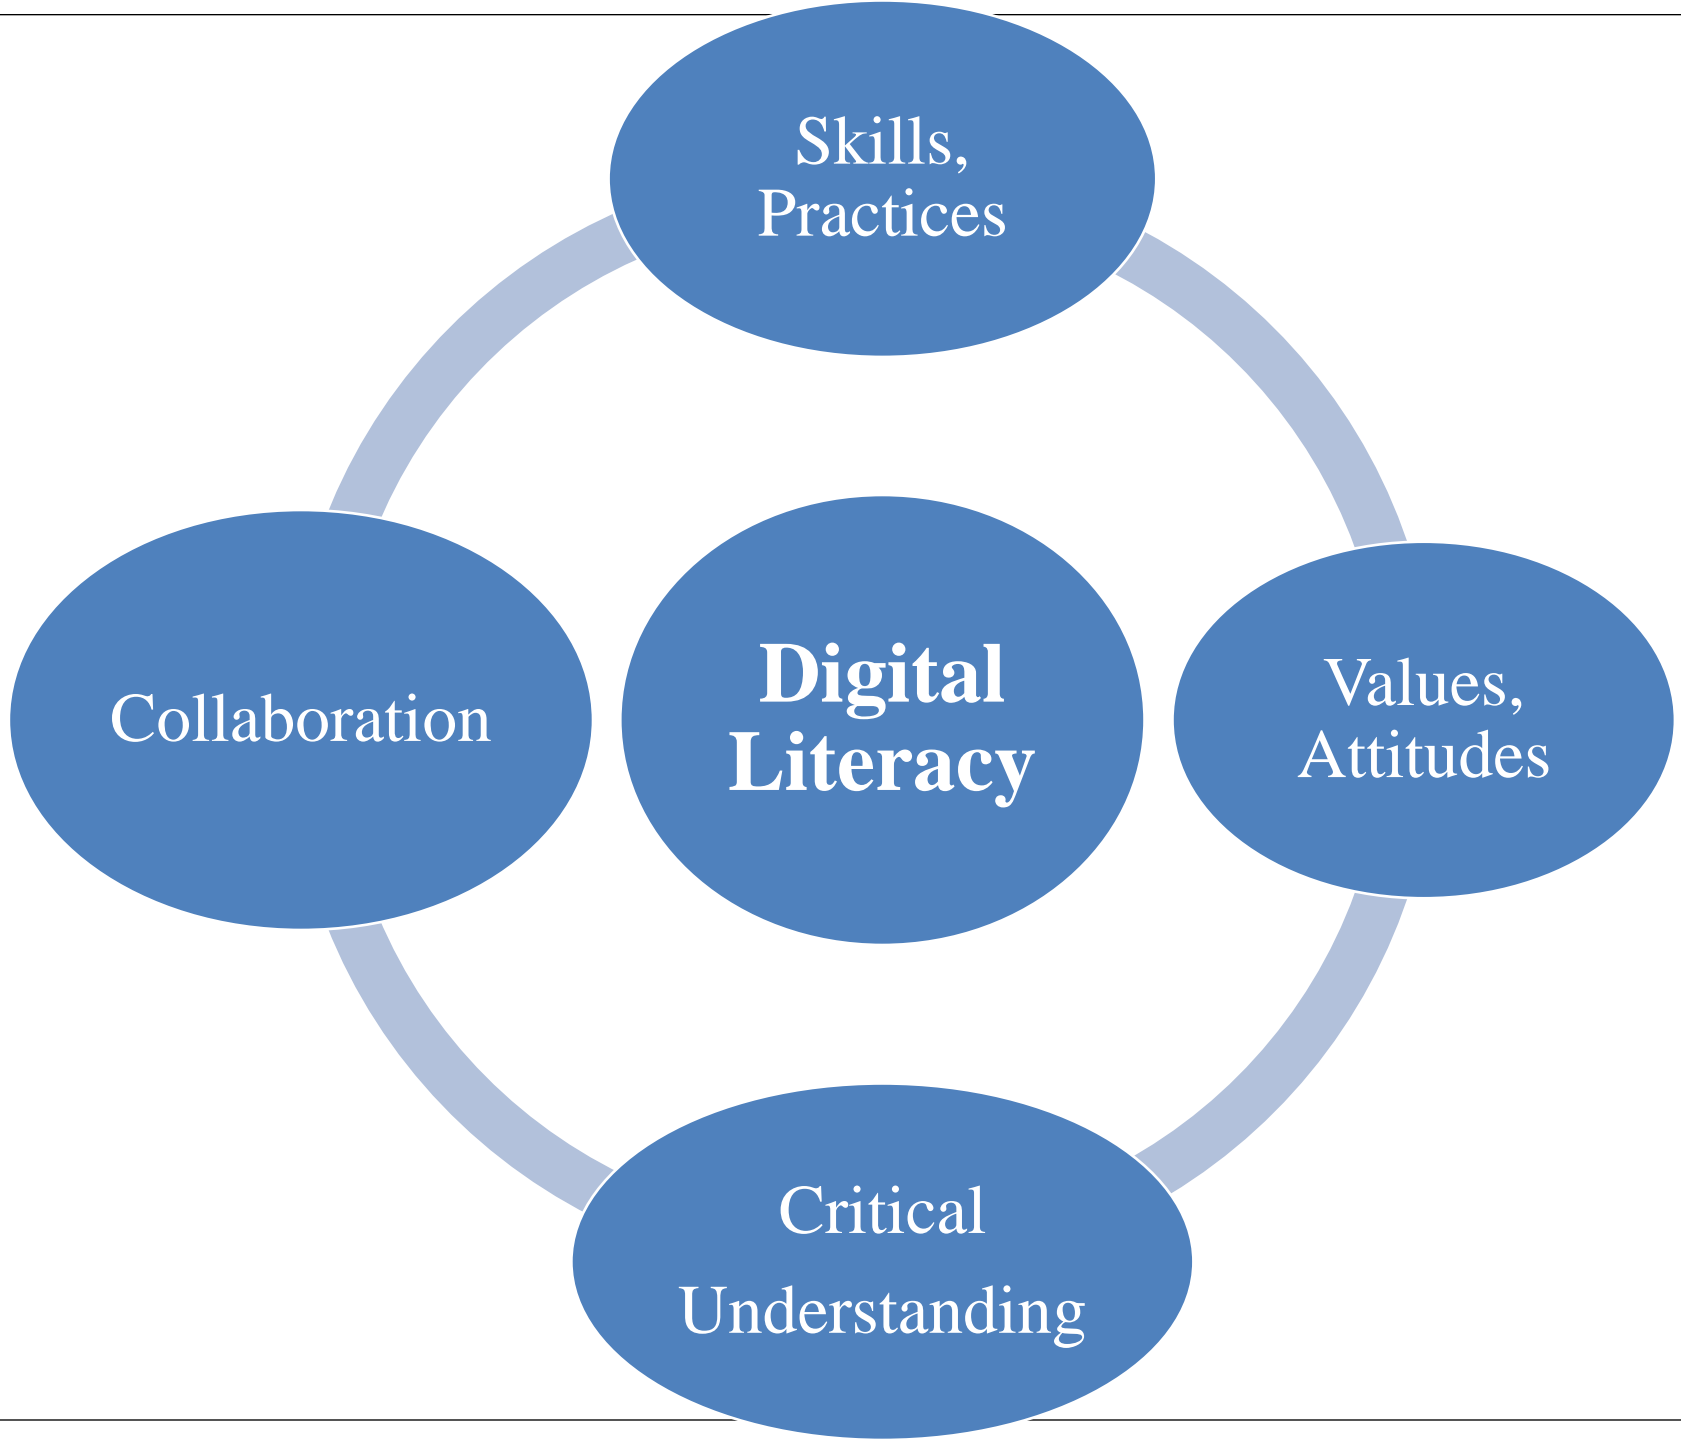 Skills,
Practices
Collaboration
Digital
Literacy
Values,
Attitudes
Critical
Understanding